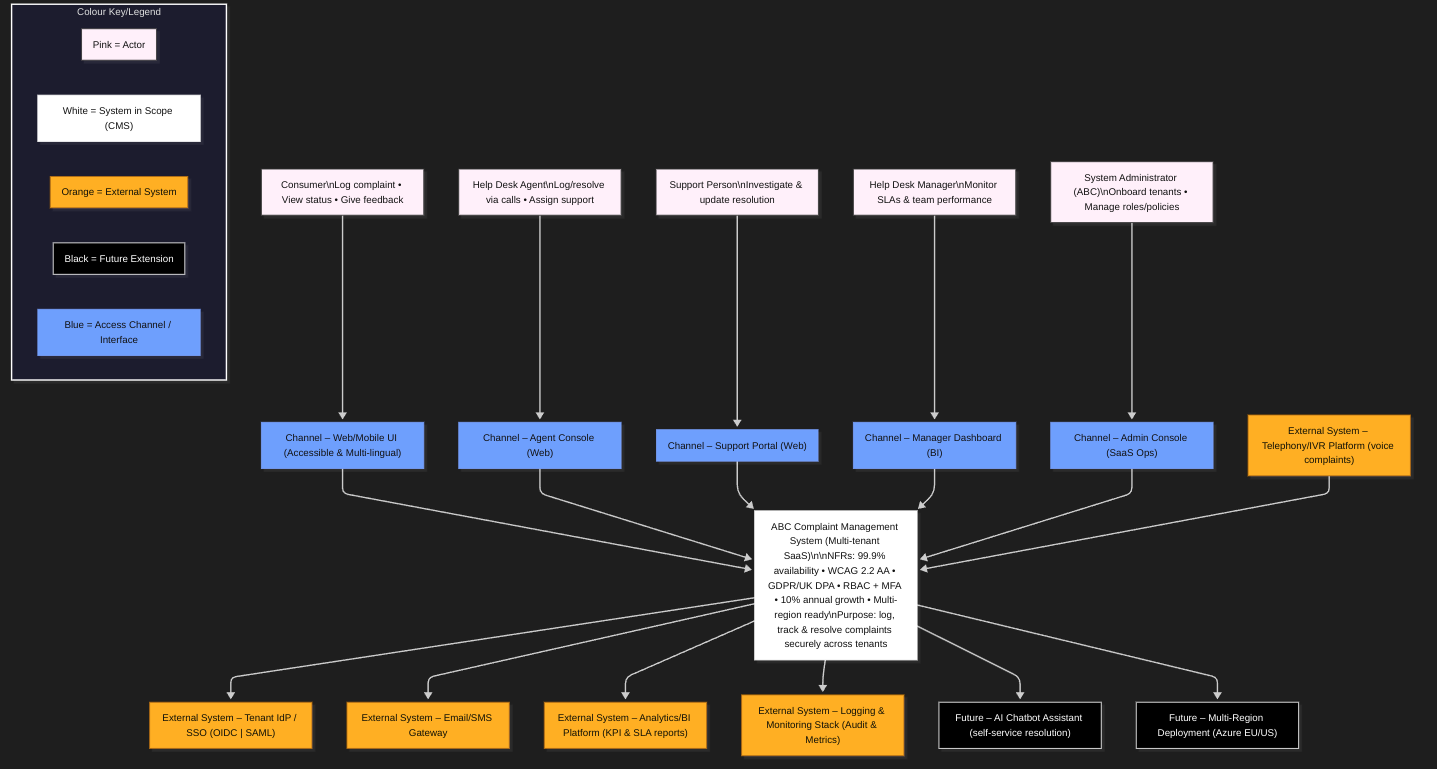 Colour Key/Legend
Pink = Actor
White = System in Scope
(CMS)
Orange = External System
Black = Future Extension
Blue = Access Channel /
Interface
Consumer\nLog complaint •
View status • Give feedback
Help Desk Agent\nLog/resolve
via calls • Assign support
Support Person\nInvestigate &
update resolution
Help Desk Manager\nMonitor
SLAs & team performance
System Administrator
(ABC)\nOnboard tenants •
Manage roles/policies
Channel – Web/Mobile UI
(Accessible & Multi-lingual)
Channel – Agent Console
(Web)
Channel – Support Portal (Web)
Channel – Manager Dashboard
(BI)
Channel – Admin Console
(SaaS Ops)
External System –
Telephony/IVR Platform (voice
complaints)
ABC Complaint Management
System (Multi-tenant
SaaS)\n\nNFRs: 99.9%
availability • WCAG 2.2 AA •
GDPR/UK DPA • RBAC + MFA
• 10% annual growth • Multi-
region ready\nPurpose: log,
track & resolve complaints
securely across tenants
External System – Tenant IdP /
SSO (OIDC | SAML)
External System – Email/SMS
Gateway
External System – Analytics/BI
Platform (KPI & SLA reports)
External System – Logging &
Monitoring Stack (Audit &
Metrics)
Future – AI Chatbot Assistant
(self-service resolution)
Future – Multi-Region
Deployment (Azure EU/US)